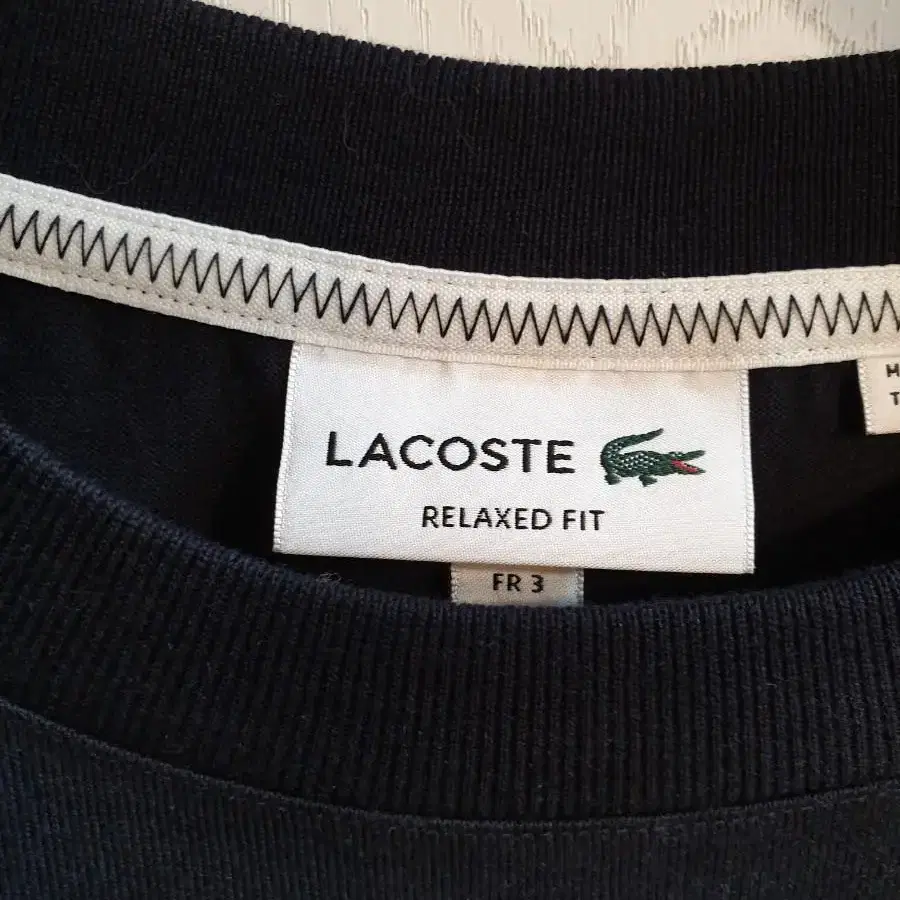 LACOSTE
RELAXED FIT
FR 3